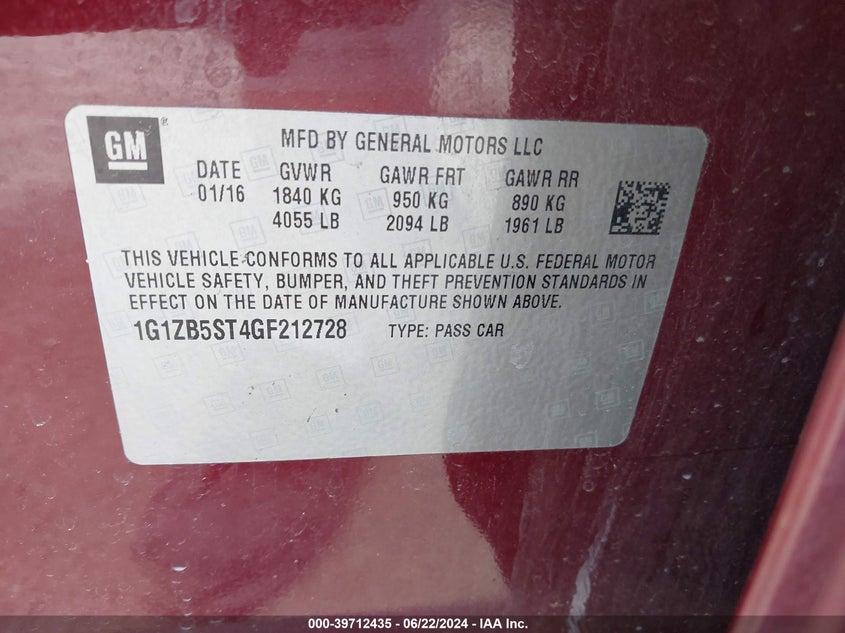 GM
MFD BY GENERAL MOTORS LLC
DATE GVWR GAWR FRT GAWR RR
01/16 1840 KG 950 KG 890 KG
4055 LB 2094 LB 1961 LB
THIS VEHICLE CONFORMS TO ALL APPLICABLE U.S. FEDERAL MOTOR
VEHICLE SAFETY, BUMPER, AND THEFT PREVENTION STANDARDS IN
EFFECT ON THE DATE OF MANUFACTURE SHOWN ABOVE.
1G1ZB5ST4GF212728 TYPE: PASS CAR
000-39712435 - 06/22/2024 - IAA Inc.